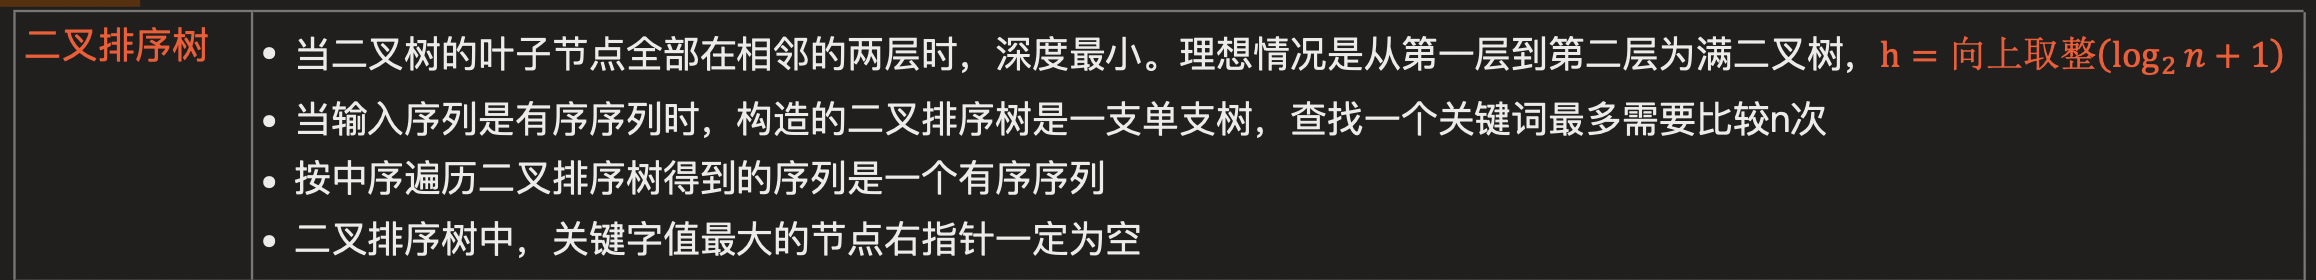 二叉排序树
• 当二叉树的叶子节点全部在相邻的两层时，深度最小。理想情况是从第一层到第二层为满二叉树，h = 向上取整(log₂ n + 1)
• 当输入序列是有序序列时，构造的二叉排序树是一支单支树，查找一个关键词最多需要比较n次
• 按中序遍历二叉排序树得到的序列是一个有序序列
• 二叉排序树中，关键字值最大的节点右指针一定为空